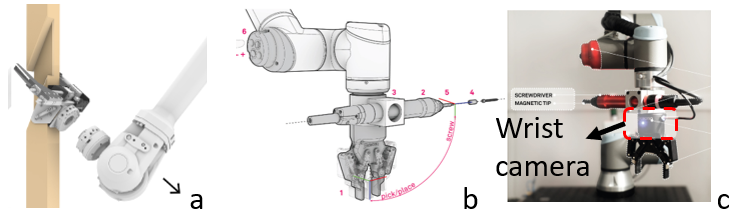 a
6
- +
3
2
5
4
screw
1
pick/place
b
SCREWDRIVER
MAGNETIC TIP
Wrist
camera
c